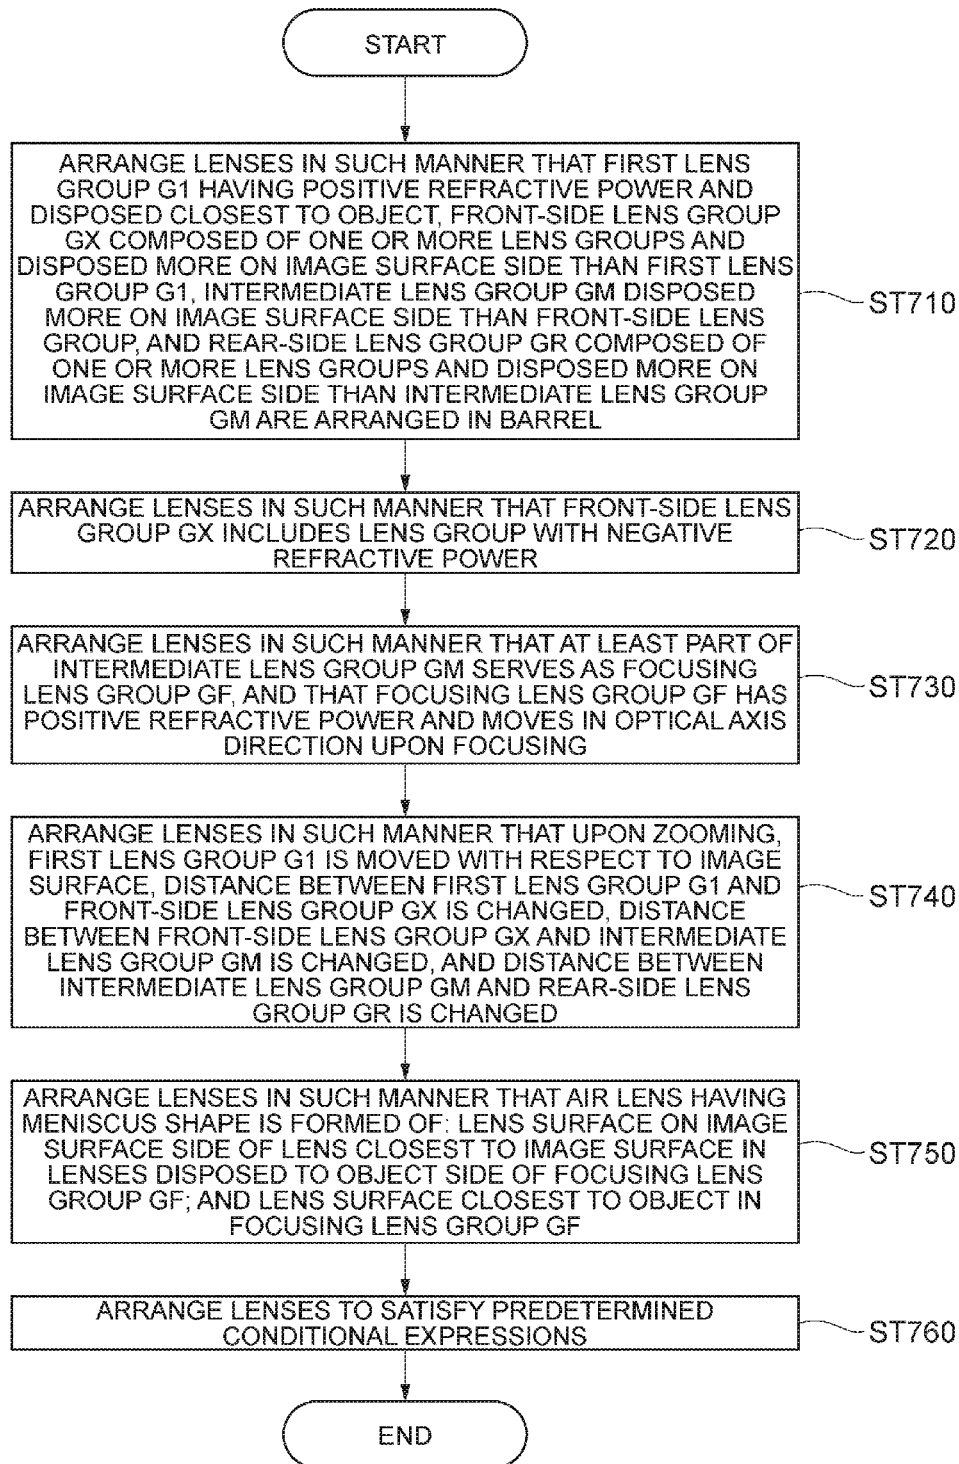 START
ARRANGE LENSES IN SUCH MANNER THAT FIRST LENS
GROUP G1 HAVING POSITIVE REFRACTIVE POWER AND
DISPOSED CLOSEST TO OBJECT, FRONT-SIDE LENS GROUP
GX COMPOSED OF ONE OR MORE LENS GROUPS AND
DISPOSED MORE ON IMAGE SURFACE SIDE THAN FIRST LENS
GROUP G1, INTERMEDIATE LENS GROUP GM DISPOSED
MORE ON IMAGE SURFACE SIDE THAN FRONT-SIDE LENS
GROUP, AND REAR-SIDE LENS GROUP GR COMPOSED OF
ONE OR MORE LENS GROUPS AND DISPOSED MORE ON
IMAGE SURFACE SIDE THAN INTERMEDIATE LENS GROUP
GM ARE ARRANGED IN BARREL
ST710
ARRANGE LENSES IN SUCH MANNER THAT FRONT-SIDE LENS
GROUP GX INCLUDES LENS GROUP WITH NEGATIVE
REFRACTIVE POWER
ST720
ARRANGE LENSES IN SUCH MANNER THAT AT LEAST PART OF
INTERMEDIATE LENS GROUP GM SERVES AS FOCUSING
LENS GROUP GF, AND THAT FOCUSING LENS GROUP GF HAS
POSITIVE REFRACTIVE POWER AND MOVES IN OPTICAL AXIS
DIRECTION UPON FOCUSING
ST730
ARRANGE LENSES IN SUCH MANNER THAT UPON ZOOMING,
FIRST LENS GROUP G1 IS MOVED WITH RESPECT TO IMAGE
SURFACE, DISTANCE BETWEEN FIRST LENS GROUP G1 AND
FRONT-SIDE LENS GROUP GX IS CHANGED, DISTANCE
BETWEEN FRONT-SIDE LENS GROUP GX AND INTERMEDIATE
LENS GROUP GM IS CHANGED, AND DISTANCE BETWEEN
INTERMEDIATE LENS GROUP GM AND REAR-SIDE LENS
GROUP GR IS CHANGED
ST740
ARRANGE LENSES IN SUCH MANNER THAT AIR LENS HAVING
MENISCUS SHAPE IS FORMED OF: LENS SURFACE ON IMAGE
SURFACE SIDE OF LENS CLOSEST TO IMAGE SURFACE IN
LENSES DISPOSED TO OBJECT SIDE OF FOCUSING LENS
GROUP GF; AND LENS SURFACE CLOSEST TO OBJECT IN
FOCUSING LENS GROUP GF
ST750
ARRANGE LENSES TO SATISFY PREDETERMINED
CONDITIONAL EXPRESSIONS
ST760
END